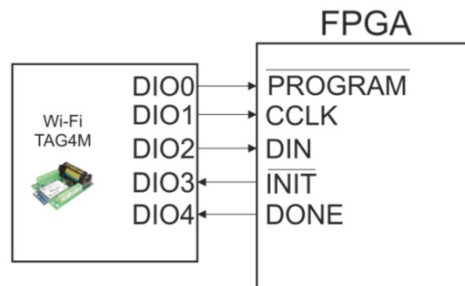 FPGA
Wi-Fi
TAG4M
DIO0
DIO1
DIO2
DIO3
DIO4
PROGRAM
CCLK
DIN
INIT
DONE